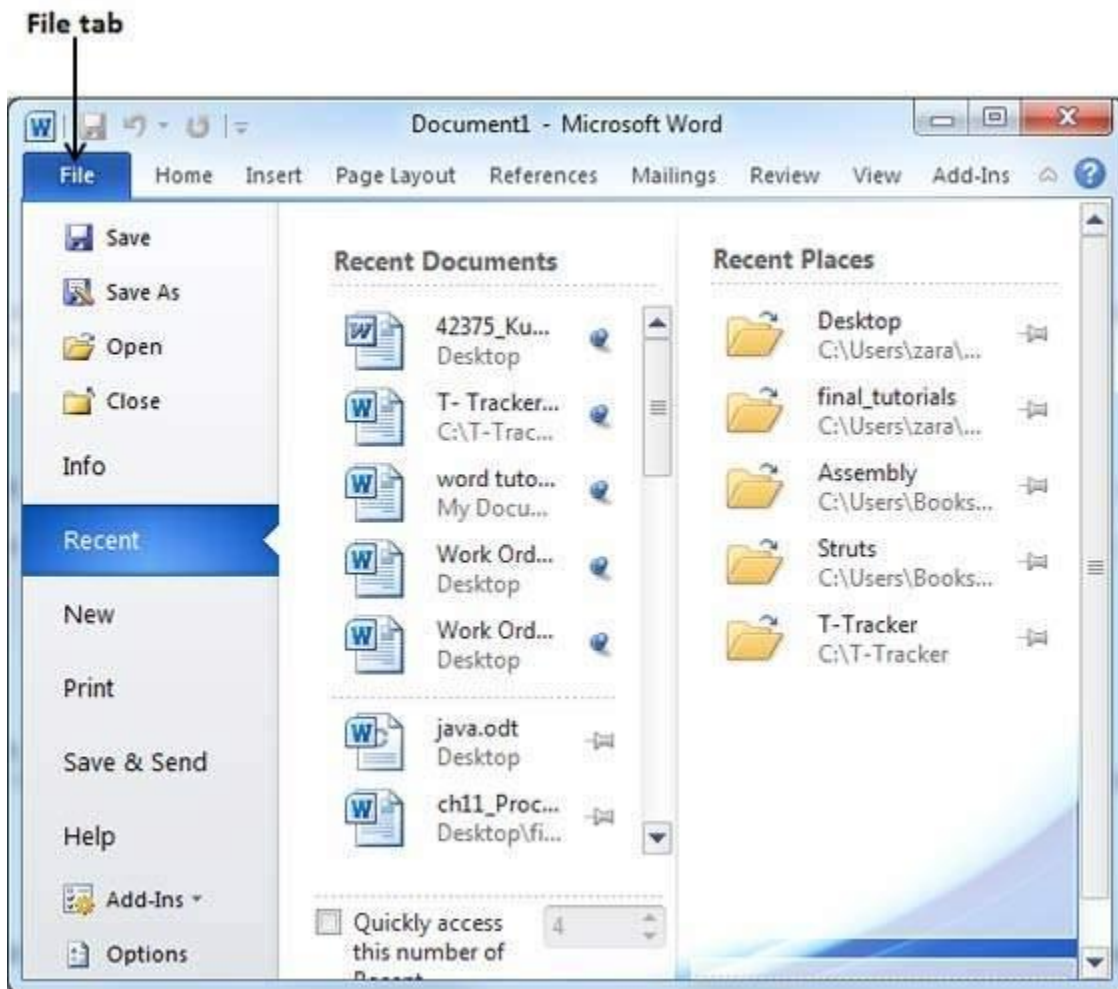 File tab
Document1 - Microsoft Word
File Home Insert Page Layout References Mailings Review View Add-Ins
Save
Save As
Open
Close
Info
Recent
New
Print
Save & Send
Help
Add-Ins
Options
Recent Documents
42375_Ku...
Desktop
T- Tracker...
C:\T-Trac...
word tuto...
My Docu...
Work Ord...
Desktop
Work Ord...
Desktop
java.odt
Desktop
ch11_Proc...
Desktop\fi...
Quickly access
4
this number of
Recent Places
Desktop
C:\Users\zara\...
final_tutorials
C:\Users\zara\...
Assembly
C:\Users\Books...
Struts
C:\Users\Books...
T-Tracker
C:\T-Tracker